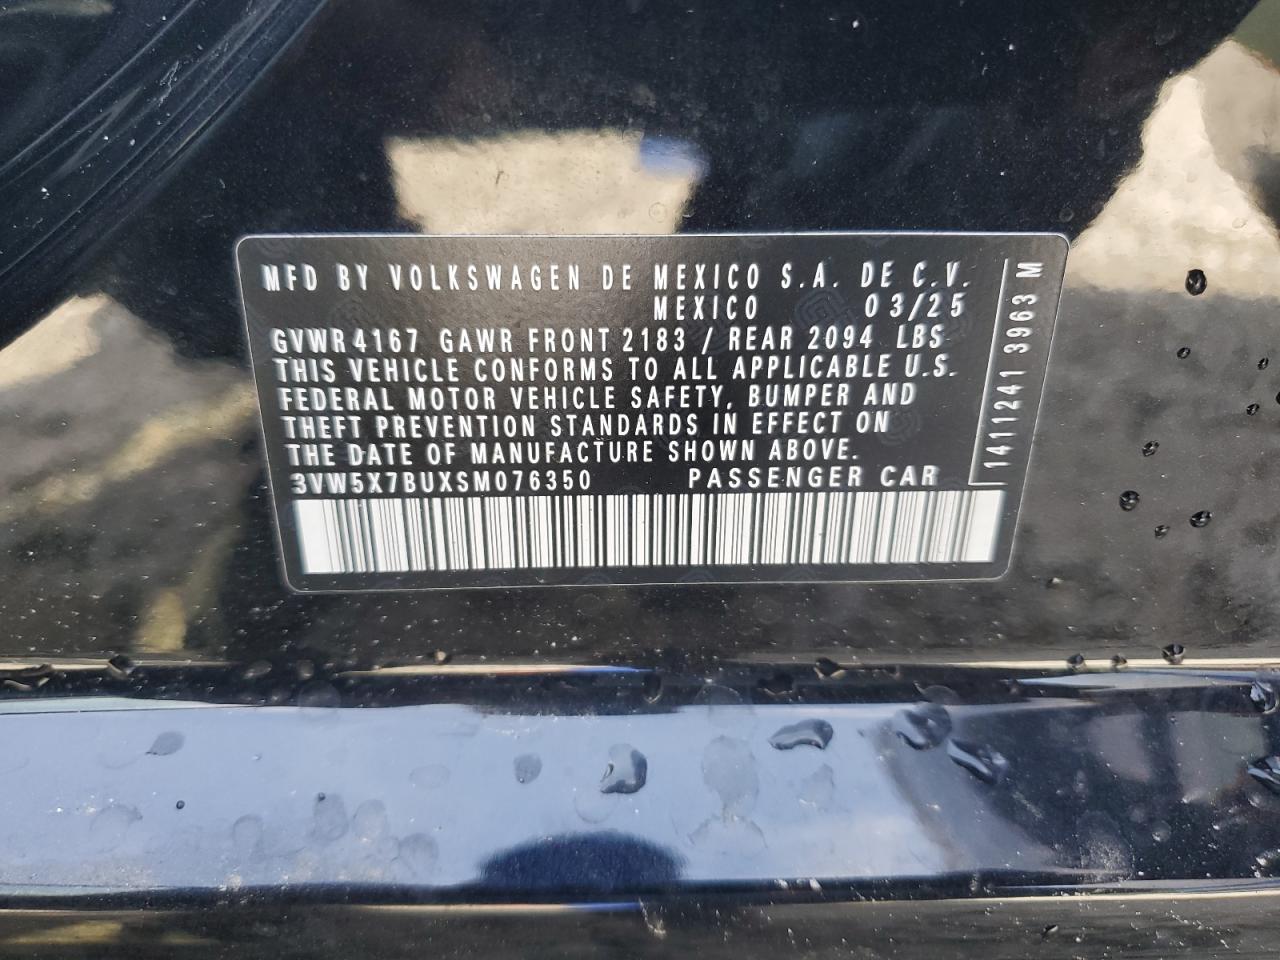 MFD BY VOLKSWAGEN DE MEXICO S.A. DE C.V.
MEXICO 03/25
GVWR 4167 GAWR FRONT 2183 / REAR 2094 LBS
THIS VEHICLE CONFORMS TO ALL APPLICABLE U.S.
FEDERAL MOTOR VEHICLE SAFETY, BUMPER AND
THEFT PREVENTION STANDARDS IN EFFECT ON
THE DATE OF MANUFACTURE SHOWN ABOVE.
3VW5X7BUXSM076350 PASSENGER CAR
1411241 3963 M